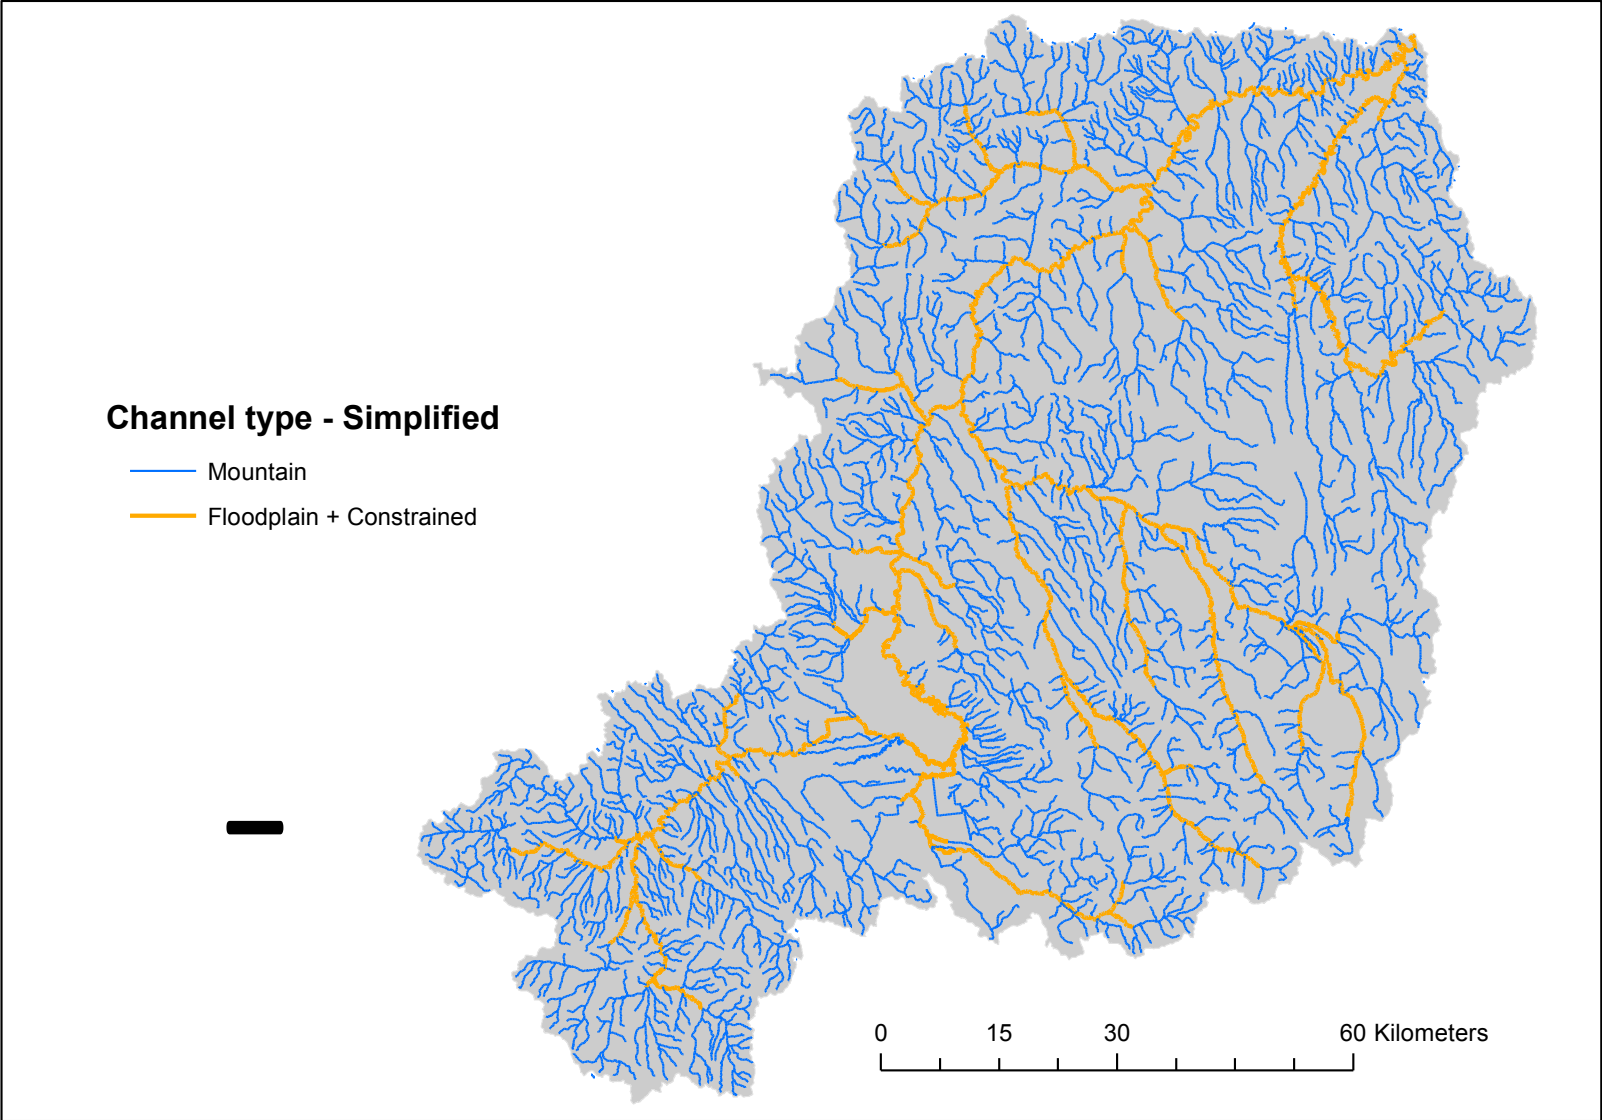 Channel type - Simplified
Mountain
Floodplain + Constrained
0 15 30 60 Kilometers